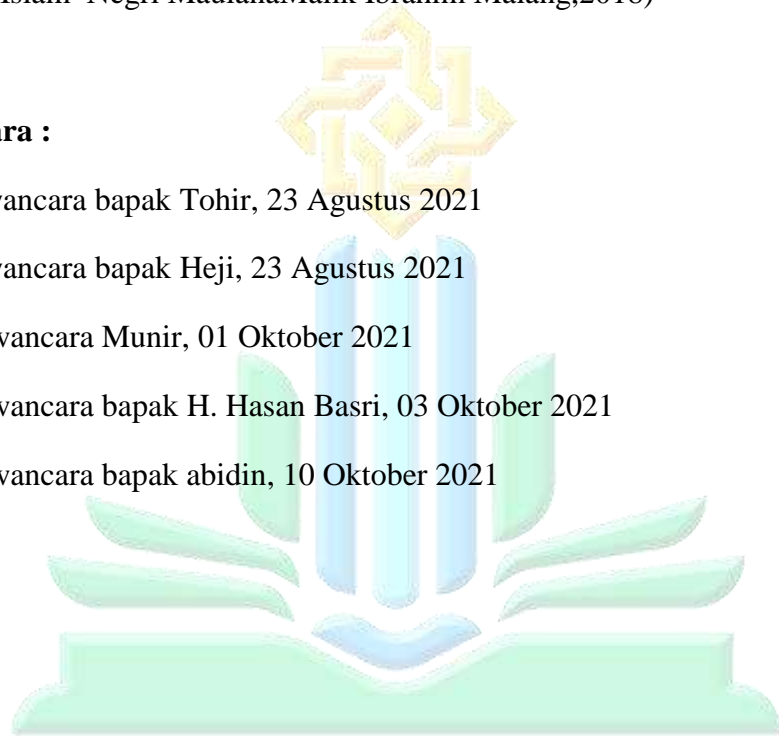 Negri MaulanaMalik Ibrahim Malang,2018)
ara :
vancara bapak Tohir, 23 Agustus 2021
vancara bapak Heji, 23 Agustus 2021
vancara Munir, 01 Oktober 2021
vancara bapak H. Hasan Basri, 03 Oktober 2021
vancara bapak abidin, 10 Oktober 2021